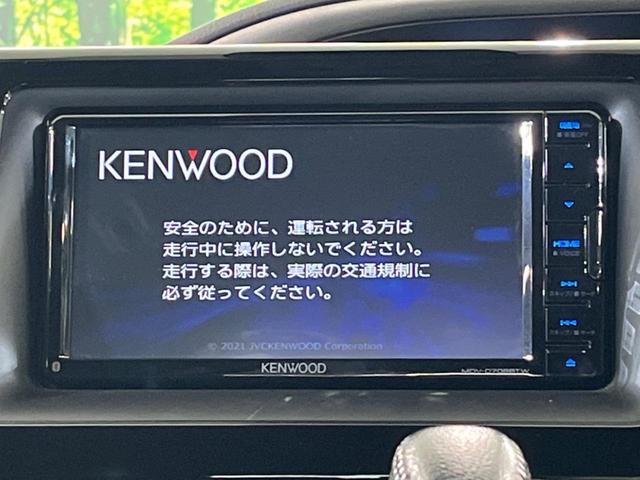 KENWOOD
安全のために、運転される方は
走行中に操作しないでください。
走行する際は、実際の交通規制に
必ず従ってください。
© 2021 JVCKENWOOD Corporation
KENWOOD
HOME
VOICE